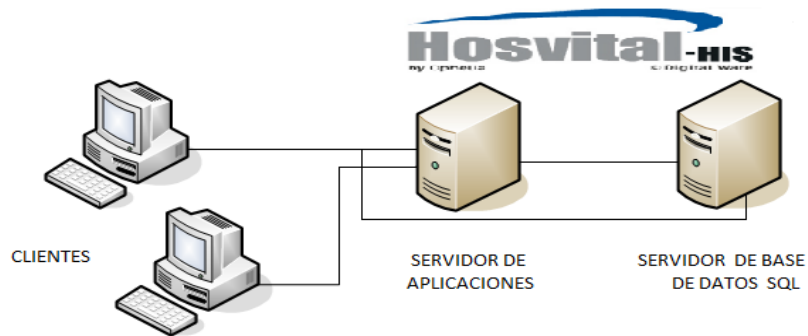 Hosvital-HIS
CLIENTES
SERVIDOR DE
APLICACIONES
SERVIDOR DE BASE
DE DATOS SQL